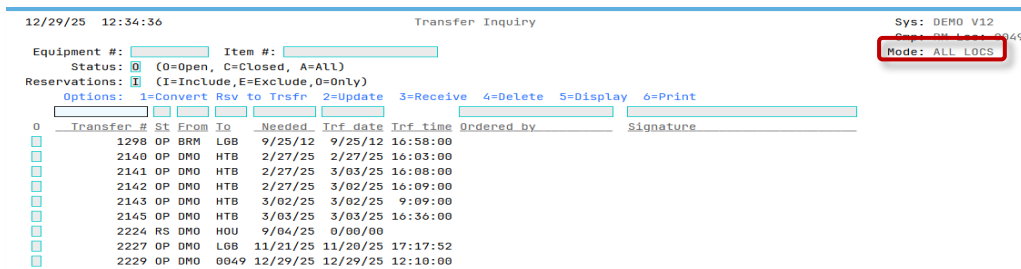 12/29/25 12:34:36 Transfer Inquiry Sys: DEMO V12
Cmp: DM Loc: 0049
Equipment #: Item #: Mode: ALL LOCS
Status: O (O=Open, C=Closed, A=All)
Reservations: I (I=Include,E=Exclude,O=Only)
Options: 1=Convert Rsv to Trsfr 2=Update 3=Receive 4=Delete 5=Display 6=Print
O Transfer # St From To Needed Trf date Trf time Ordered by Signature
1298 OP BRM LGB 9/25/12 9/25/12 16:58:00
2140 OP DMO HTB 2/27/25 2/27/25 16:03:00
2141 OP DMO HTB 2/27/25 3/03/25 16:08:00
2142 OP DMO HTB 2/27/25 3/02/25 16:09:00
2143 OP DMO HTB 3/02/25 3/02/25 9:09:00
2145 OP DMO HTB 3/03/25 3/03/25 16:36:00
2224 RS DMO HOU 9/04/25 0/00/00
2227 OP DMO LGB 11/21/25 11/20/25 17:17:52
2229 OP DMO 0049 12/29/25 12/29/25 12:10:00